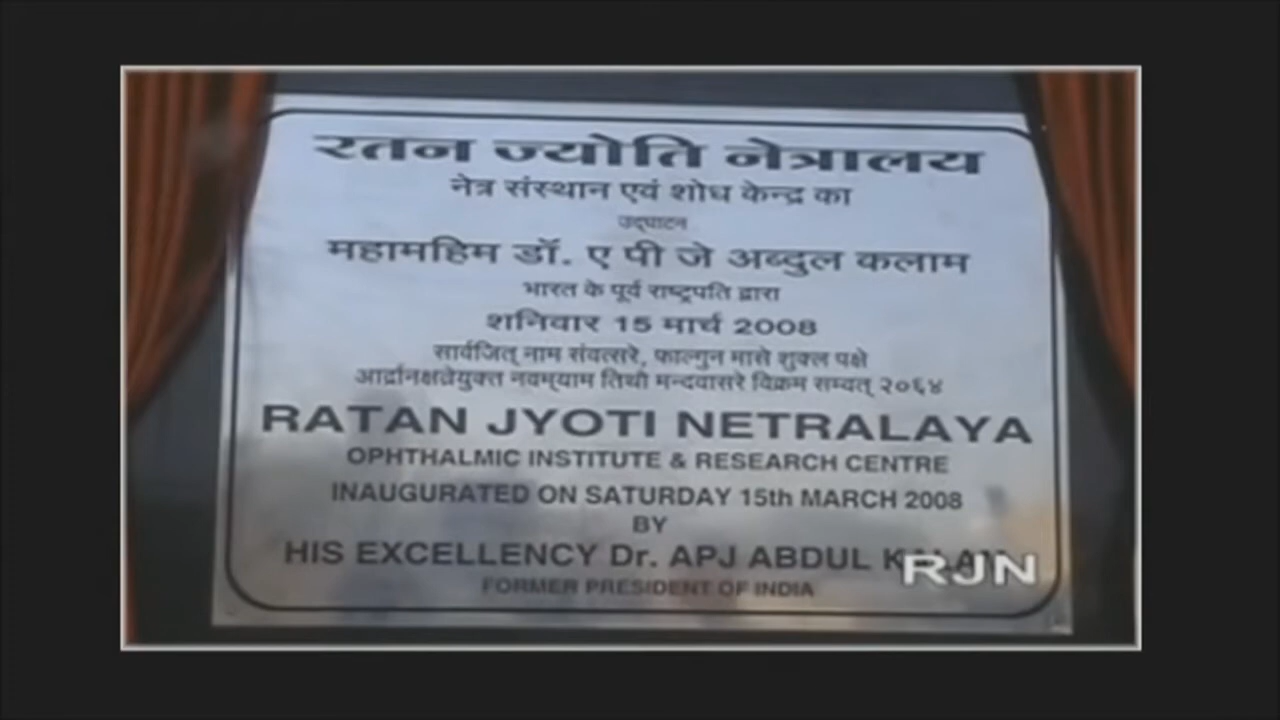 रतन ज्योति नेत्रालय
नेत्र संस्थान एवं शोध केन्द्र का
उद्घाटन
महामहिम डॉ. ए पी जे अब्दुल कलाम
भारत के पूर्व राष्ट्रपति द्वारा
शनिवार 15 मार्च 2008
सार्वजित् नाम संवत्सरे, फाल्गुन मासे शुक्ल पक्षे
आर्द्रानक्षत्रेयुक्त नवम्याम तिथौ मन्दवासरे विक्रम सम्वत् २०६४
RATAN JYOTI NETRALAYA
OPHTHALMIC INSTITUTE & RESEARCH CENTRE
INAUGURATED ON SATURDAY 15th MARCH 2008
BY
HIS EXCELLENCY Dr. APJ ABDUL KALAM
FORMER PRESIDENT OF INDIA
RJN